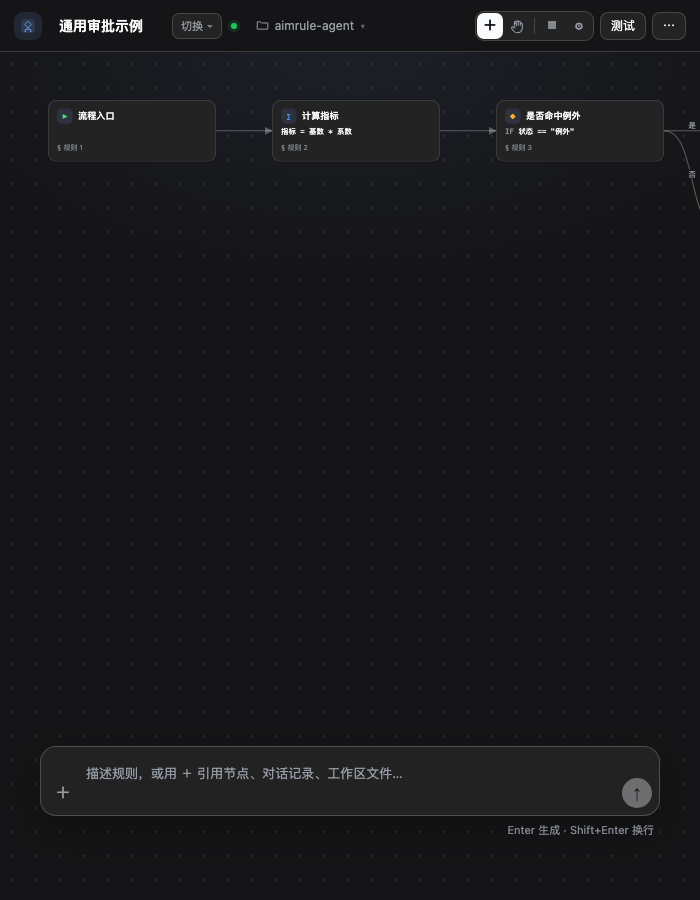 通用审批示例
切换
aimrule-agent
测试
流程入口
§ 规则 1
计算指标
指标 = 基数 * 系数
§ 规则 2
是否命中例外
IF 状态 == "例外"
§ 规则 3
是
否
描述规则，或用 ＋ 引用节点、对话记录、工作区文件...
Enter 生成 · Shift+Enter 换行